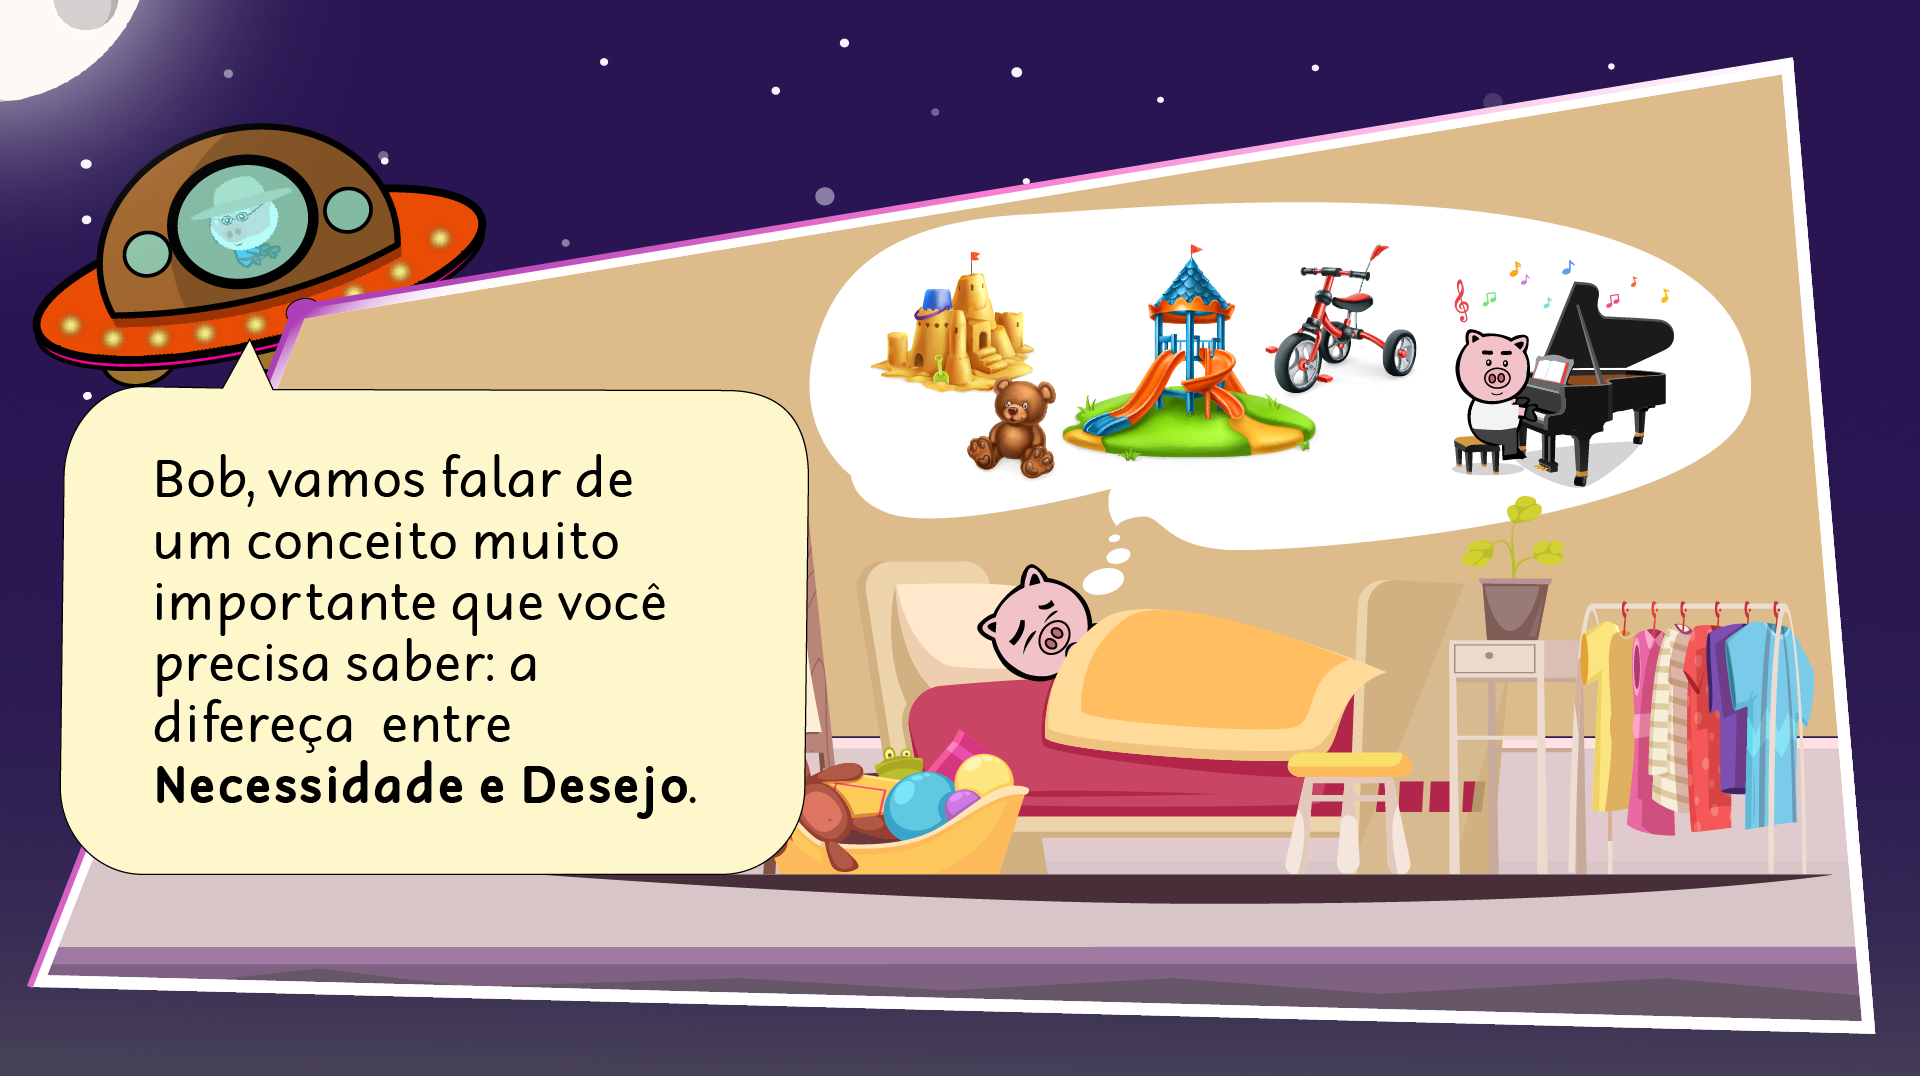 Bob, vamos falar de
um conceito muito
importante que você
precisa saber: a
difereça  entre
Necessidade e Desejo.